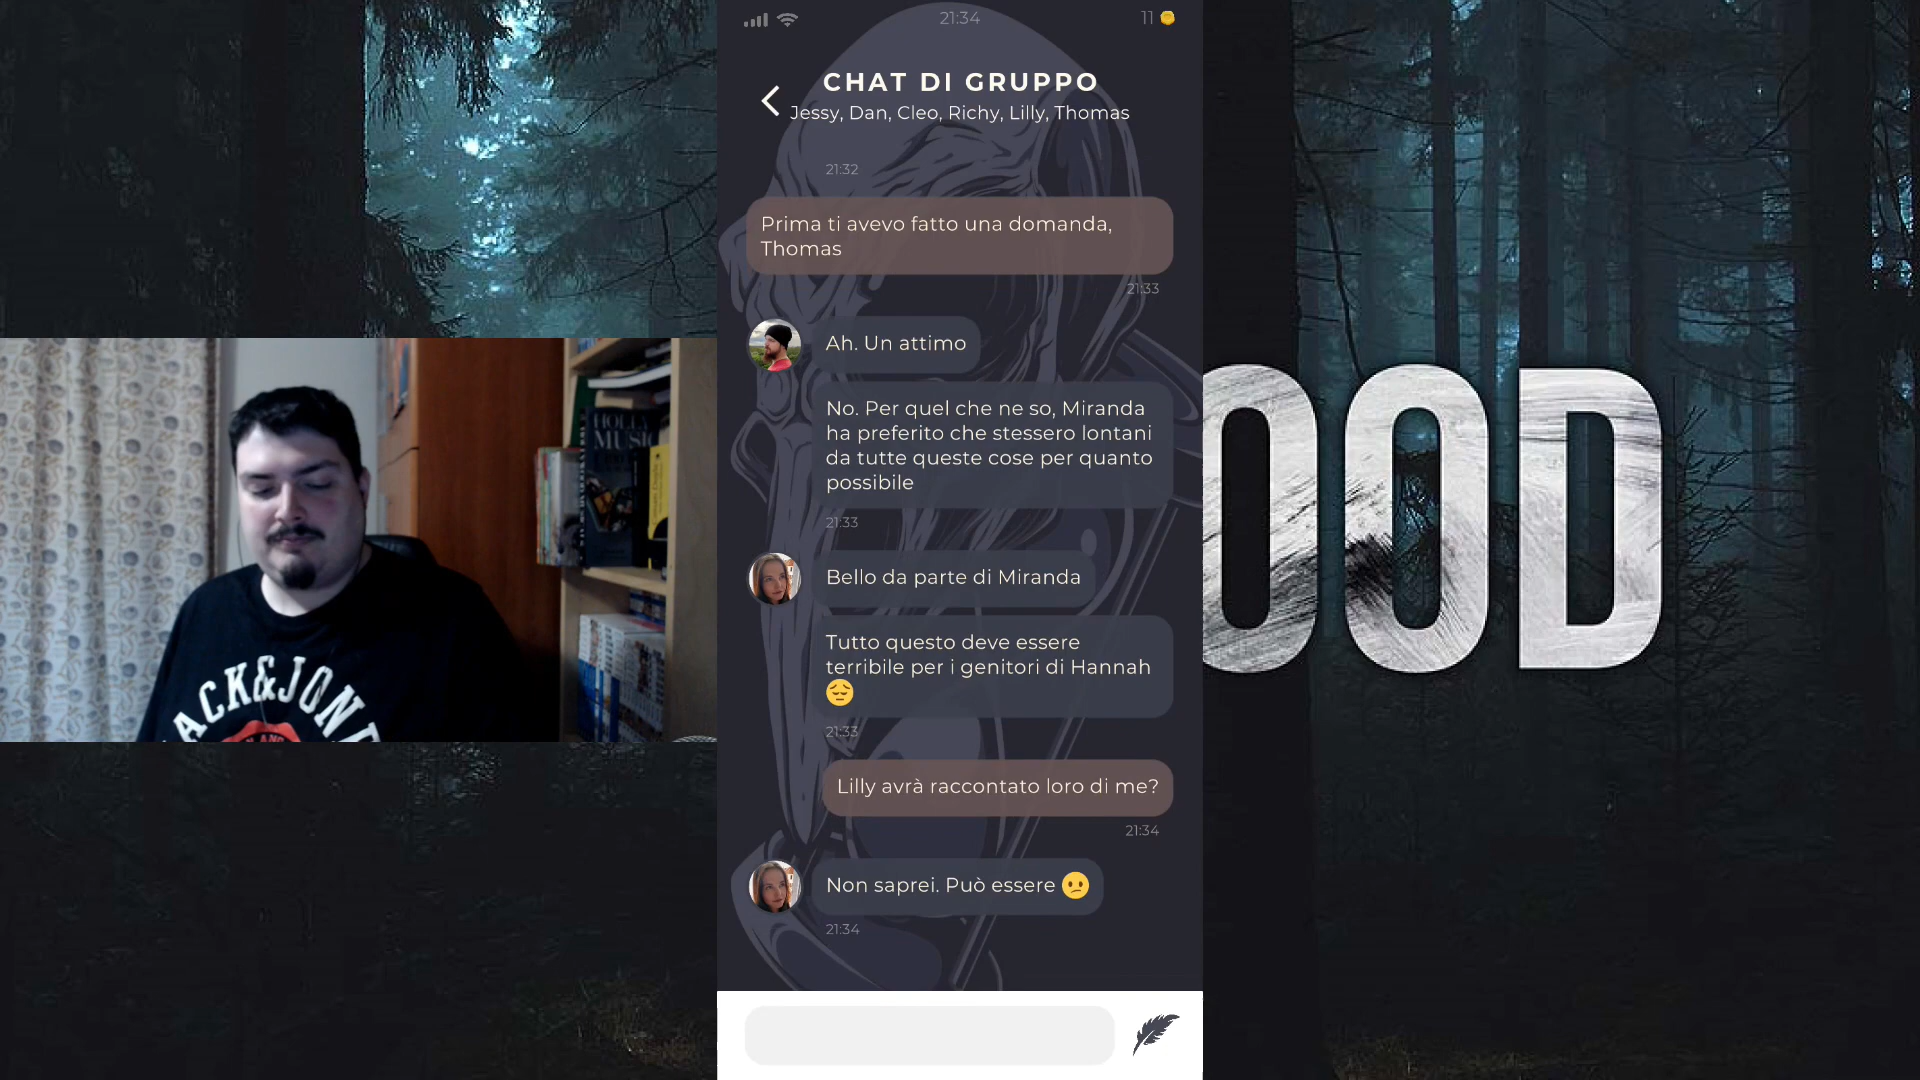 21:34
11
CHAT DI GRUPPO
Jessy, Dan, Cleo, Richy, Lilly, Thomas
21:32
Prima ti avevo fatto una domanda,
Thomas
21:33
Ah. Un attimo
No. Per quel che ne so, Miranda
ha preferito che stessero lontani
da tutte queste cose per quanto
possibile
21:33
Bello da parte di Miranda
Tutto questo deve essere
terribile per i genitori di Hannah
😔
21:33
Lilly avrà raccontato loro di me?
21:34
Non saprei. Può essere 😕
21:34
OOD
HOLLY
MUSIC
ACK&JON